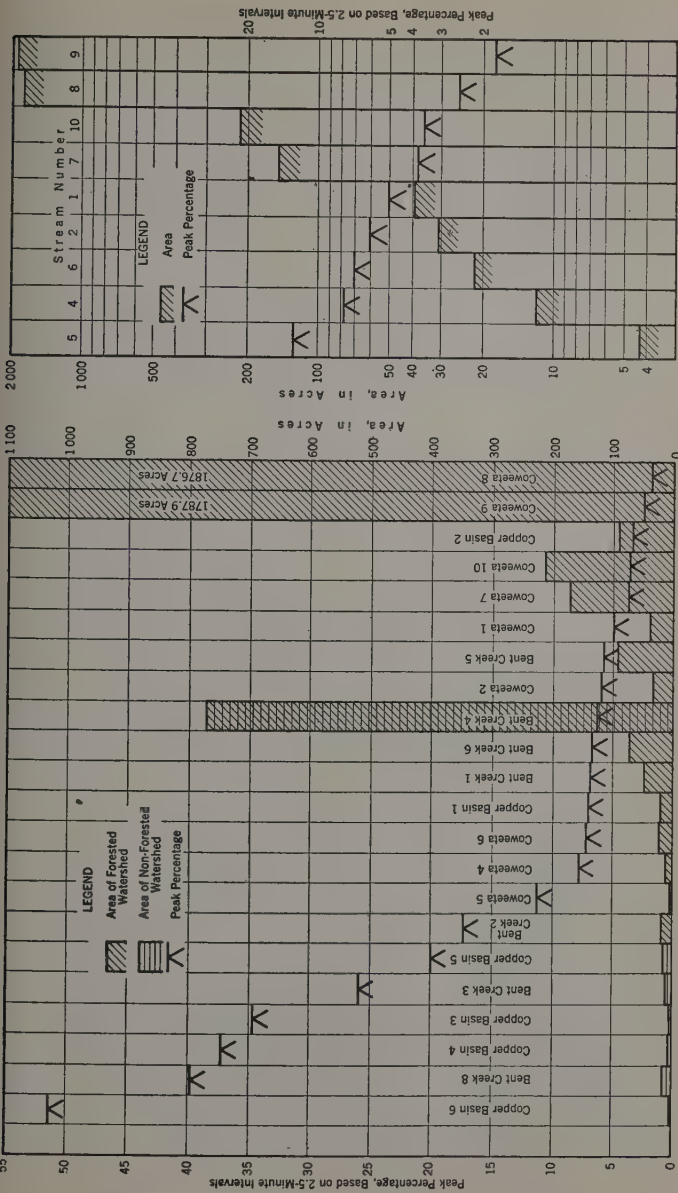 Peak Percentage, Based on 2.5-Minute Intervals
20 10 5 4 3 2
Stream Number
5 4 6 2 1 7 10 8 9
LEGEND
Area
Peak Percentage
2 000
1 000
500
200
100
50
40
30
20
10
5
4
Area, in Acres
Area, in Acres
1 100
1 000
900
800
700
600
500
400
300
200
100
0
LEGEND
Area of Forested
Watershed
Area of Non-Forested
Watershed
Peak Percentage
Copper Basin 6
Bent Creek 8
Copper Basin 4
Copper Basin 3
Bent Creek 3
Copper Basin 5
Bent
Creek 2
Coweeta 5
Coweeta 4
Coweeta 6
Copper Basin 1
Bent Creek 1
Bent Creek 6
Bent Creek 4
Coweeta 2
Bent Creek 5
Coweeta 1
Coweeta 7
Coweeta 10
Copper Basin 2
Coweeta 9
1787.9 Acres
Coweeta 8
1876.7 Acres
55
50
45
40
35
30
25
20
15
10
5
0
Peak Percentage, Based on 2.5-Minute Intervals